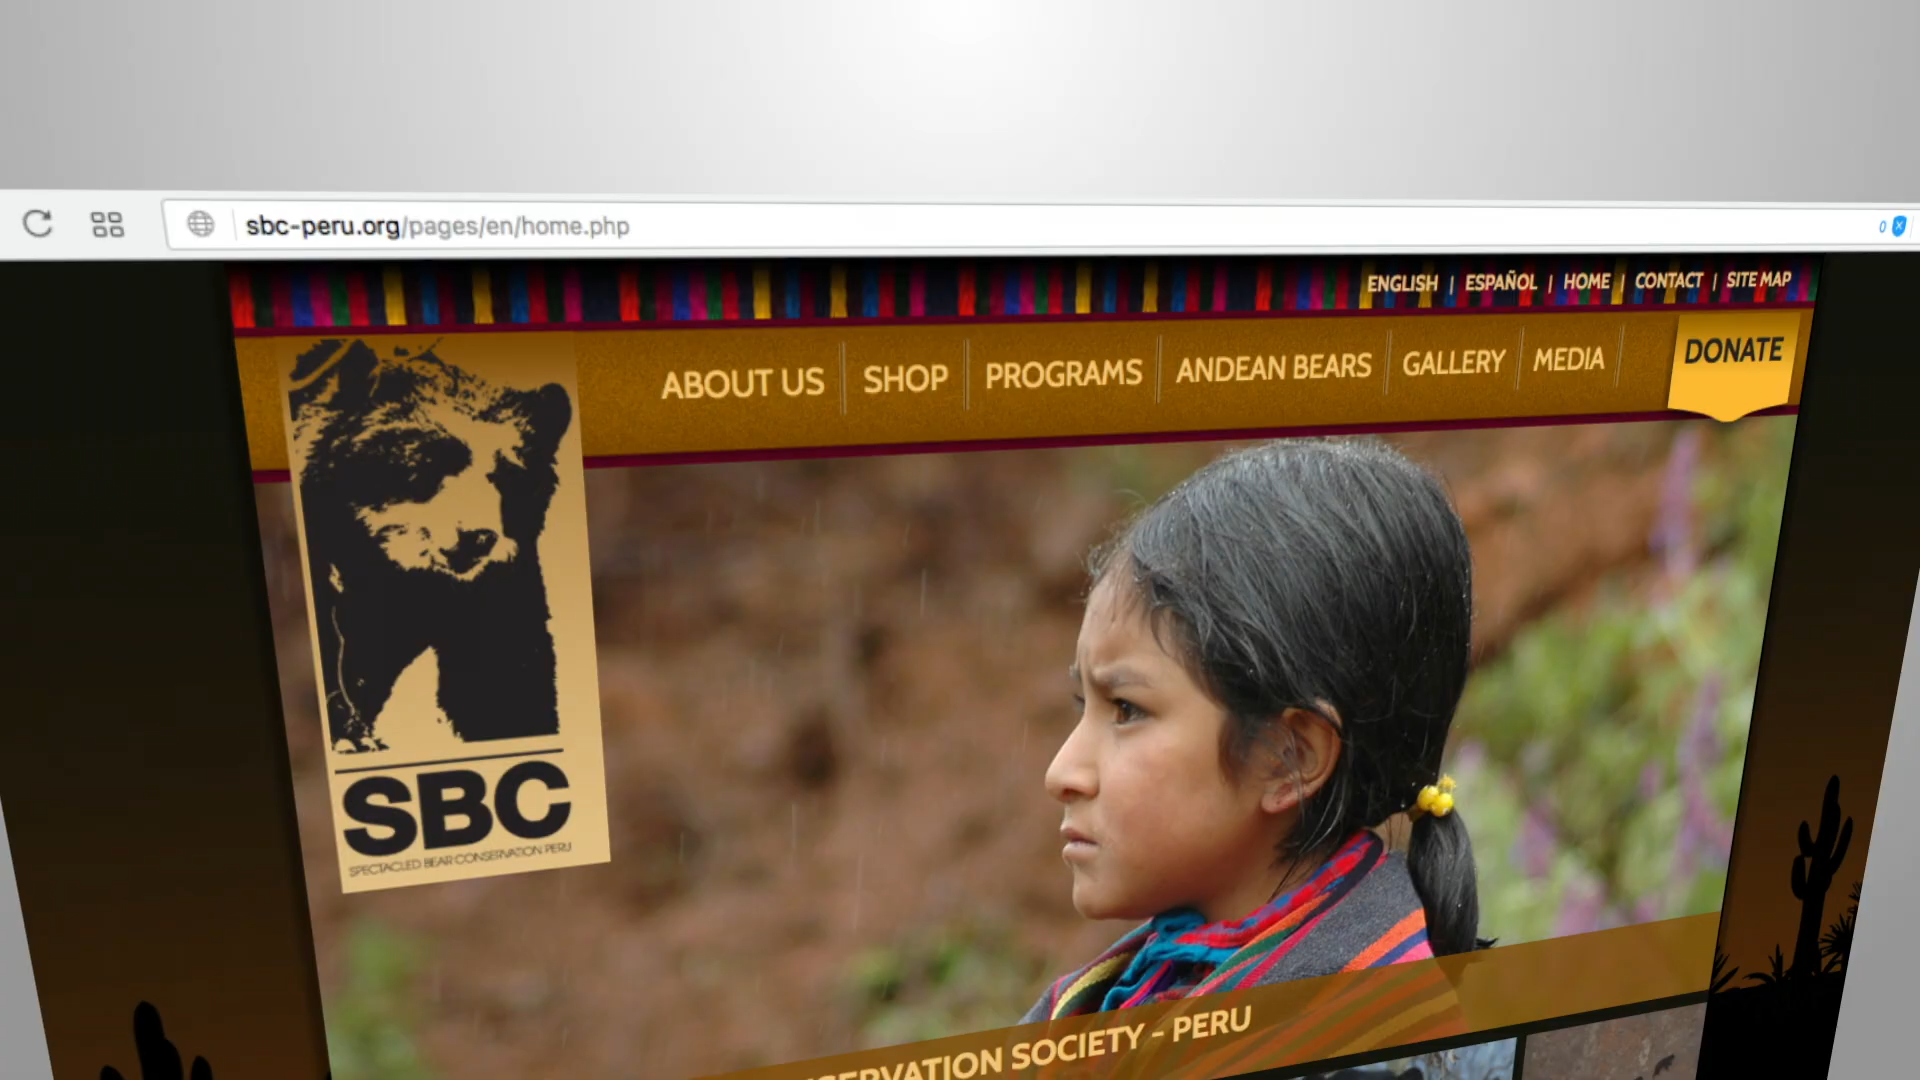 sbc-peru.org/pages/en/home.php
0
ENGLISH | ESPAÑOL | HOME | CONTACT | SITE MAP
ABOUT US
SHOP
PROGRAMS
ANDEAN BEARS
GALLERY
MEDIA
DONATE
SBC
SPECTACLED BEAR CONSERVATION PERU
SOCIETY - PERU